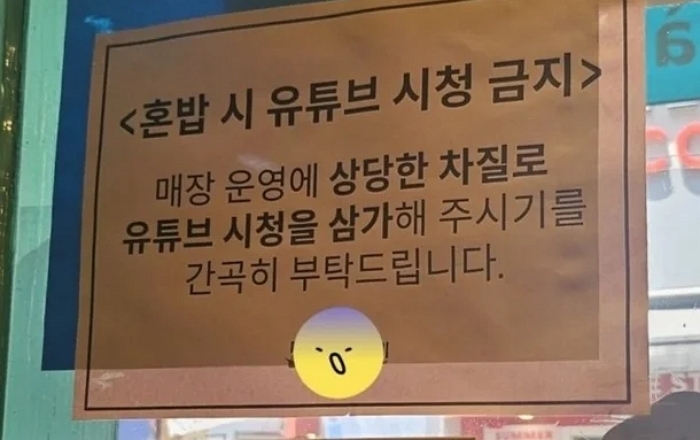 <혼밥 시 유튜브 시청 금지>
매장 운영에 상당한 차질로
유튜브 시청을 삼가해 주시기를
간곡히 부탁드립니다.